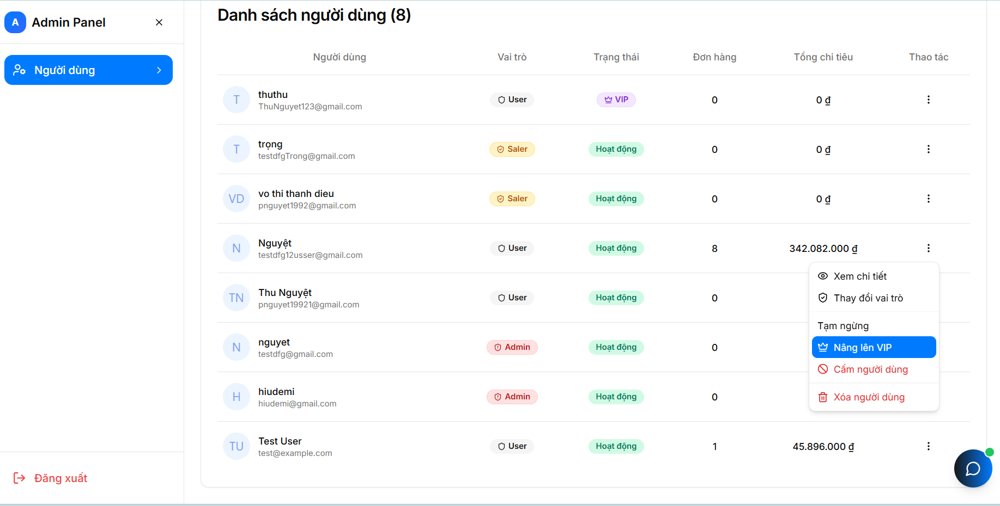 A Admin Panel
Người dùng
Đăng xuất
Danh sách người dùng (8)
Người dùng Vai trò Trạng thái Đơn hàng Tổng chi tiêu Thao tác
T thuthu User VIP 0 0 ₫
ThuNguyet123@gmail.com
T trọng Saler Hoạt động 0 0 ₫
testdfgTrong@gmail.com
VD vo thi thanh dieu Saler Hoạt động 0 0 ₫
pnguyet1992@gmail.com
N Nguyệt User Hoạt động 8 342.082.000 ₫
testdfg12usser@gmail.com
TN Thu Nguyệt User Hoạt động 0
pnguyet19921@gmail.com
N nguyet Admin Hoạt động 0
testdfg@gmail.com
H hiudemi Admin Hoạt động 0
hiudemi@gmail.com
TU Test User User Hoạt động 1 45.896.000 ₫
test@example.com
Xem chi tiết
Thay đổi vai trò
Tạm ngừng
Nâng lên VIP
Cấm người dùng
Xóa người dùng